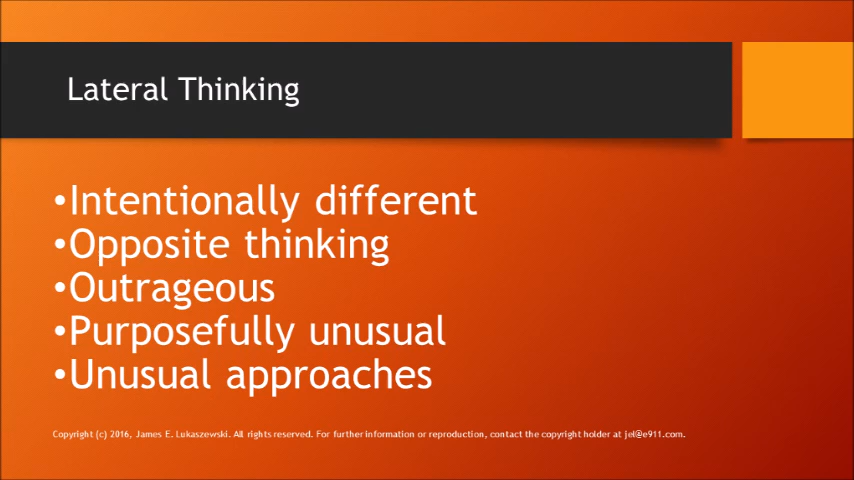 Lateral Thinking
•Intentionally different
•Opposite thinking
•Outrageous
•Purposefully unusual
•Unusual approaches
Copyright (c) 2016, James E. Lukaszewski. All rights reserved. For further information or reproduction, contact the copyright holder at jel@e911.com.